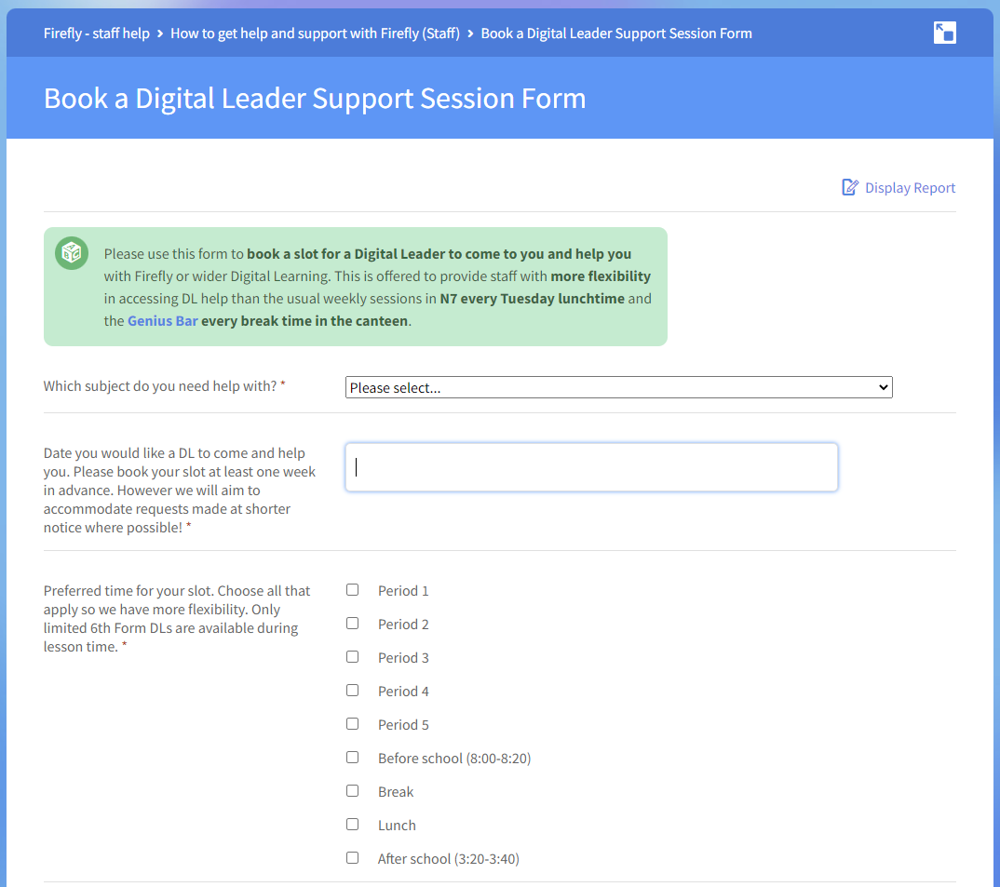 Firefly - staff help › How to get help and support with Firefly (Staff) › Book a Digital Leader Support Session Form
Book a Digital Leader Support Session Form
Display Report
Please use this form to book a slot for a Digital Leader to come to you and help you
with Firefly or wider Digital Learning. This is offered to provide staff with more flexibility
in accessing DL help than the usual weekly sessions in N7 every Tuesday lunchtime and
the Genius Bar every break time in the canteen.
Which subject do you need help with? *
Please select...
Date you would like a DL to come and help
you. Please book your slot at least one week
in advance. However we will aim to
accommodate requests made at shorter
notice where possible! *
Preferred time for your slot. Choose all that
apply so we have more flexibility. Only
limited 6th Form DLs are available during
lesson time. *
Period 1
Period 2
Period 3
Period 4
Period 5
Before school (8:00-8:20)
Break
Lunch
After school (3:20-3:40)